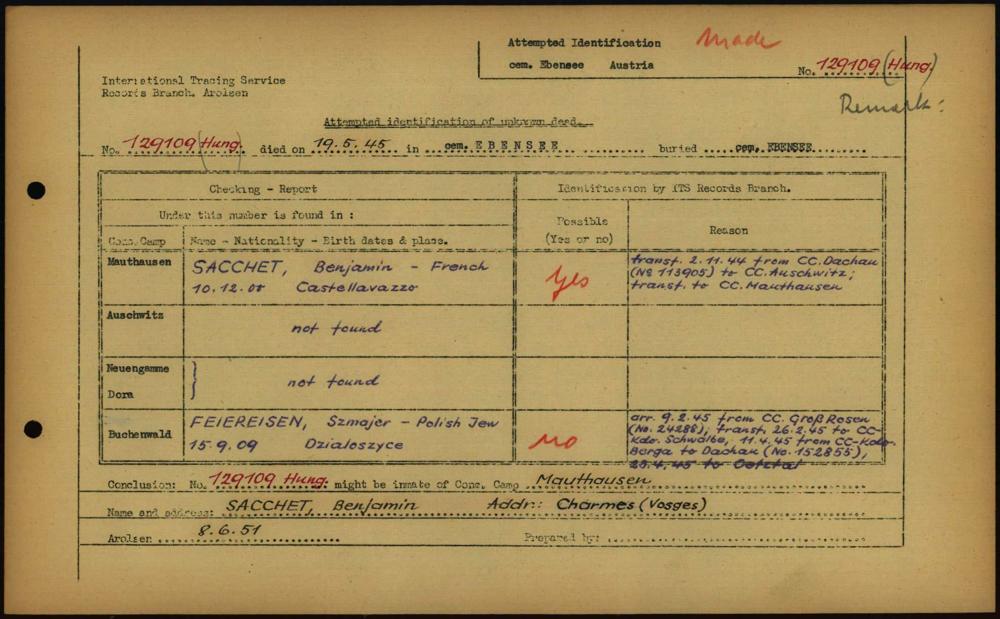 Attempted Identification made
cem. Ebensee Austria
No. 129109 (Hung.)
International Tracing Service
Records Branch, Arolsen
Remark:
Attempted identification of unknown dead.
No. 129109 (Hung.) died on 19.5.45 in cem. EBENSEE buried cem. EBENSEE
Checking - Report Identification by ITS Records Branch.
Under this number is found in : Possible (Yes or no) Reason
Conc. Camp Name - Nationality - Birth dates & place.
Mauthausen SACCHET, Benjamin - French
10.12.01 Castellavazzo
yes
transf. 2.11.44 from CC. Dachau
(No 113905) to CC. Auschwitz;
transf. to CC. Mauthausen
Auschwitz not found
Neuengamme
Dora } not found
Buchenwald FEIEREISEN, Szmajer - Polish Jew
15.9.09 Dzialoszyce
no
arr. 9.2.45 from CC. Groß Rosen
(No. 24288), transf. 26.2.45 to CC-
Kdo. Schwalbe, 11.4.45 from CC-Kdo.
Berga to Dachau (No. 152855),
to
Conclusion: No. 129109 Hung. might be inmate of Conc. Camp Mauthausen
Name and address: SACCHET, Benjamin Addr: Charmes (Vosges)
Arolsen 8.6.51 Prepared by: